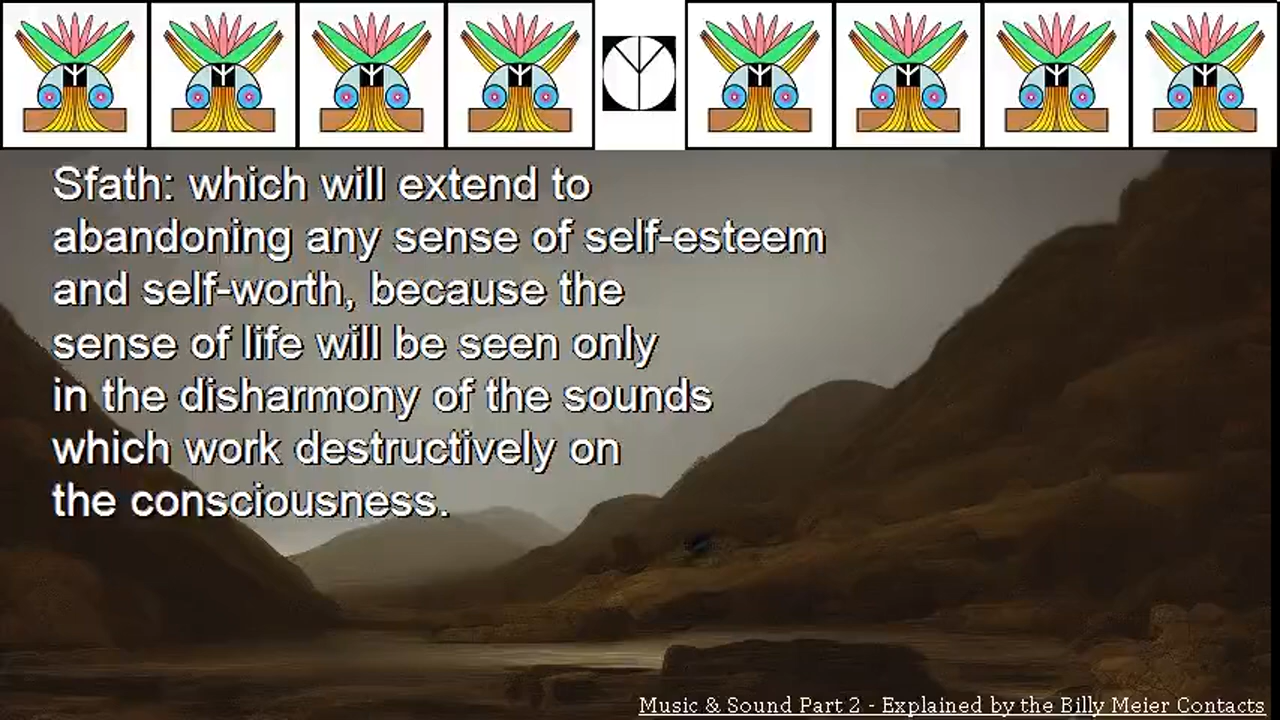 Sfath: which will extend to
abandoning any sense of self-esteem
and self-worth, because the
sense of life will be seen only
in the disharmony of the sounds
which work destructively on
the consciousness.
Music & Sound Part 2 - Explained by the Billy Meier Contacts